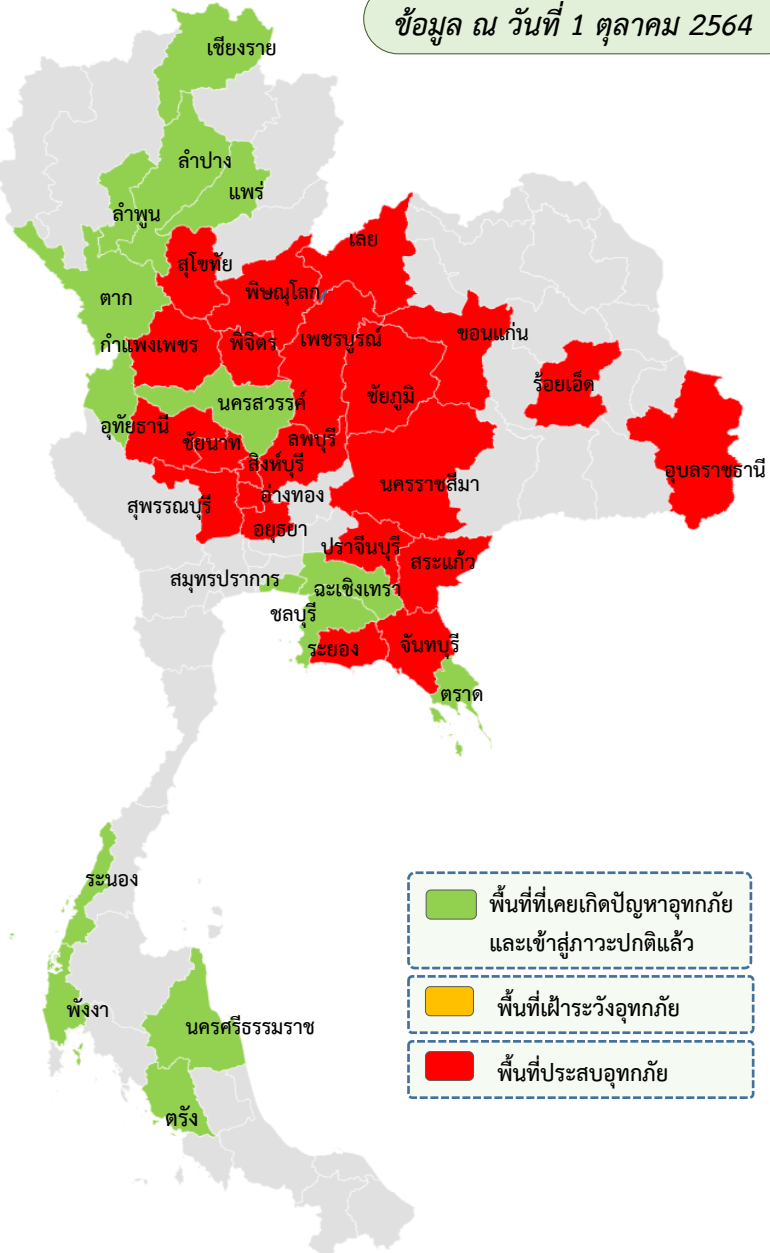 ข้อมูล ณ วันที่ 1 ตุลาคม 2564
เชียงราย
ลำปาง
แพร่
ลำพูน
เลย
สุโขทัย
พิษณุโลก
ตาก
ขอนแก่น
กำแพงเพชร
พิจิตร
เพชรบูรณ์
ร้อยเอ็ด
ชัยภูมิ
นครสวรรค์
อุทัยธานี
ชัยนาท
ลพบุรี
สิงห์บุรี
อุบลราชธานี
นครราชสีมา
อ่างทอง
สุพรรณบุรี
อยุธยา
ปราจีนบุรี
สระแก้ว
สมุทรปราการ
ฉะเชิงเทรา
ชลบุรี
ระยอง
จันทบุรี
ตราด
ระนอง
พังงา
นครศรีธรรมราช
ตรัง
พื้นที่ที่เคยเกิดปัญหาอุทกภัย
และเข้าสู่ภาวะปกติแล้ว
พื้นที่เฝ้าระวังอุทกภัย
พื้นที่ประสบอุทกภัย